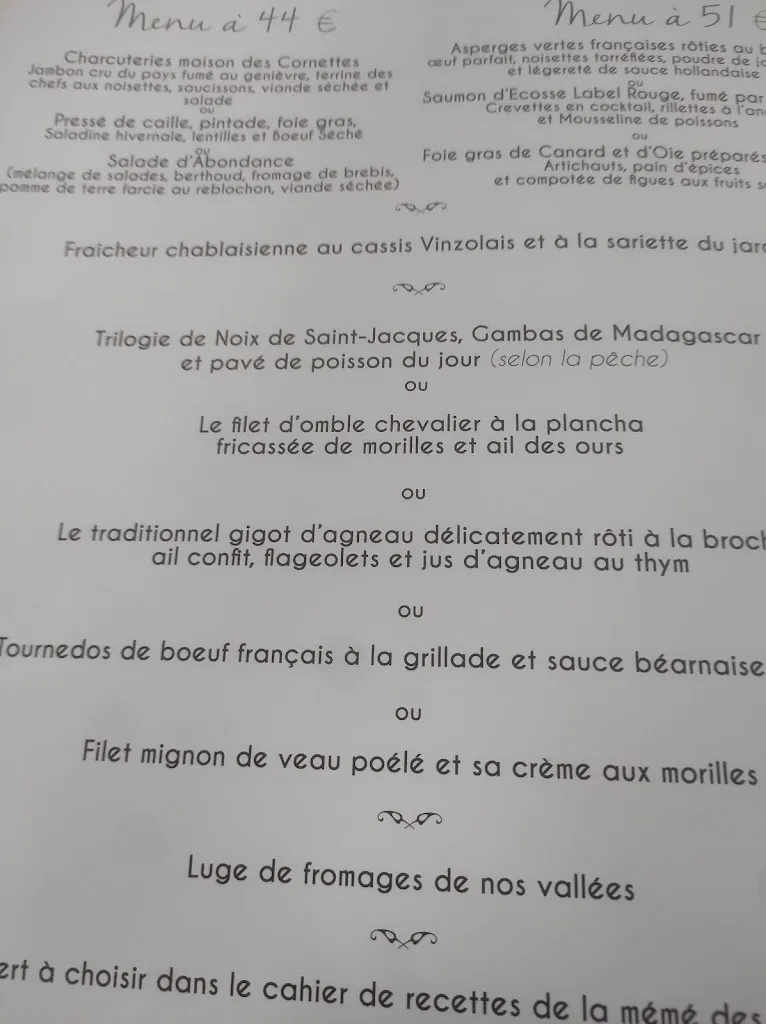 Menu à 44 €
Charcuteries maison des Cornettes
Jambon cru du pays fumé au genièvre, terrine des
chefs aux noisettes, saucissons, viande séchée et
salade
ou
Pressé de caille, pintade, foie gras,
Saladine hivernale, lentilles et Boeuf Séché
ou
Salade d'Abondance
(mélange de salades, berthoud, fromage de brebis,
pomme de terre farcie au reblochon, viande séchée)
Menu à 51 €
Asperges vertes françaises rôties au
œuf parfait, noisettes torréfiées, poudre de
et légereté de sauce hollandaise
ou
Saumon d'Ecosse Label Rouge, fumé par
Crevettes en cocktail, rillettes à
et Mousseline de poissons
ou
Foie gras de Canard et d'Oie préparés
Artichauts, pain d'épices
et compotée de figues aux fruits
Fraîcheur chablaisienne au cassis Vinzolais et à la sariette du
Trilogie de Noix de Saint-Jacques, Gambas de Madagascar
et pavé de poisson du jour (selon la pêche)
ou
Le filet d'omble chevalier à la plancha
fricassée de morilles et ail des ours
ou
Le traditionnel gigot d'agneau délicatement rôti à la
ail confit, flageolets et jus d'agneau au thym
ou
Tournedos de boeuf français à la grillade et sauce béarnaise
ou
Filet mignon de veau poélé et sa crème aux morilles
Luge de fromages de nos vallées
à choisir dans le cahier de recettes de la mémé des